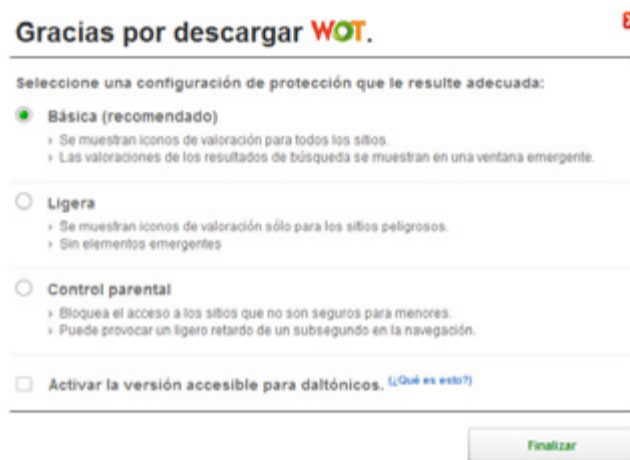 Gracias por descargar WOT.
Seleccione una configuración de protección que le resulte adecuada:
Básica (recomendado)
Se muestran iconos de valoración para todos los sitios.
Las valoraciones de los resultados de búsqueda se muestran en una ventana emergente.
Ligera
Se muestran iconos de valoración sólo para los sitios peligrosos.
Sin elementos emergentes
Control parental
Bloquea el acceso a los sitios que no son seguros para menores.
Puede provocar un ligero retardo de un subsegundo en la navegación.
Activar la versión accesible para daltónicos. (¿Qué es esto?)
Finalizar